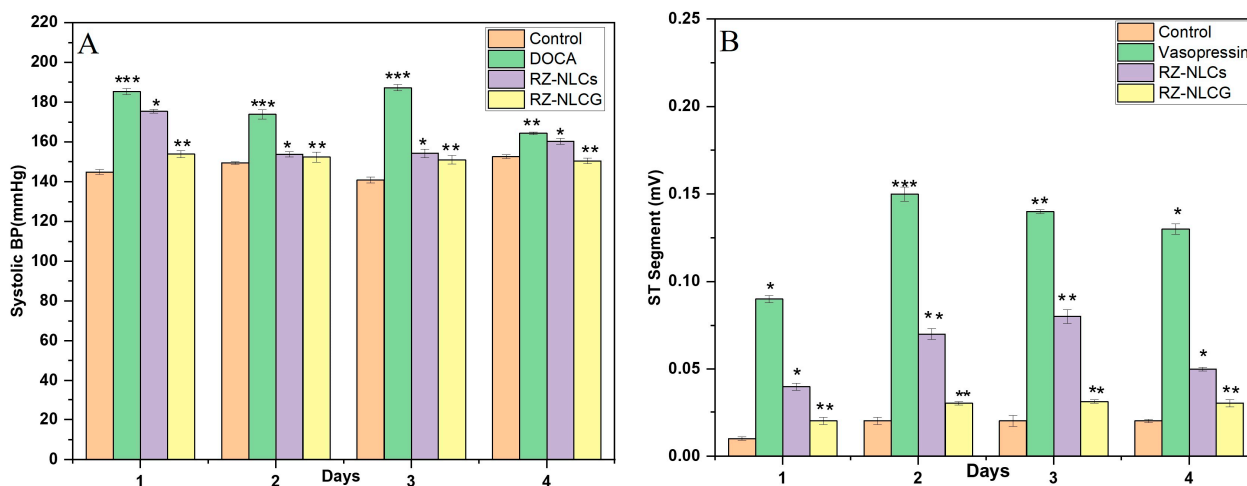 A
Control
DOCA
RZ-NLCs
RZ-NLCG
Systolic BP(mmHg)
220
200
180
160
140
120
100
80
60
40
20
0
*** * **
*** * **
*** * **
** * **
1 2 3 4
Days
B
Control
Vasopressin
RZ-NLCs
RZ-NLCG
ST Segment (mV)
0.25
0.20
0.15
0.10
0.05
0.00
* * **
*** ** **
** ** **
* * **
1 2 3 4
Days